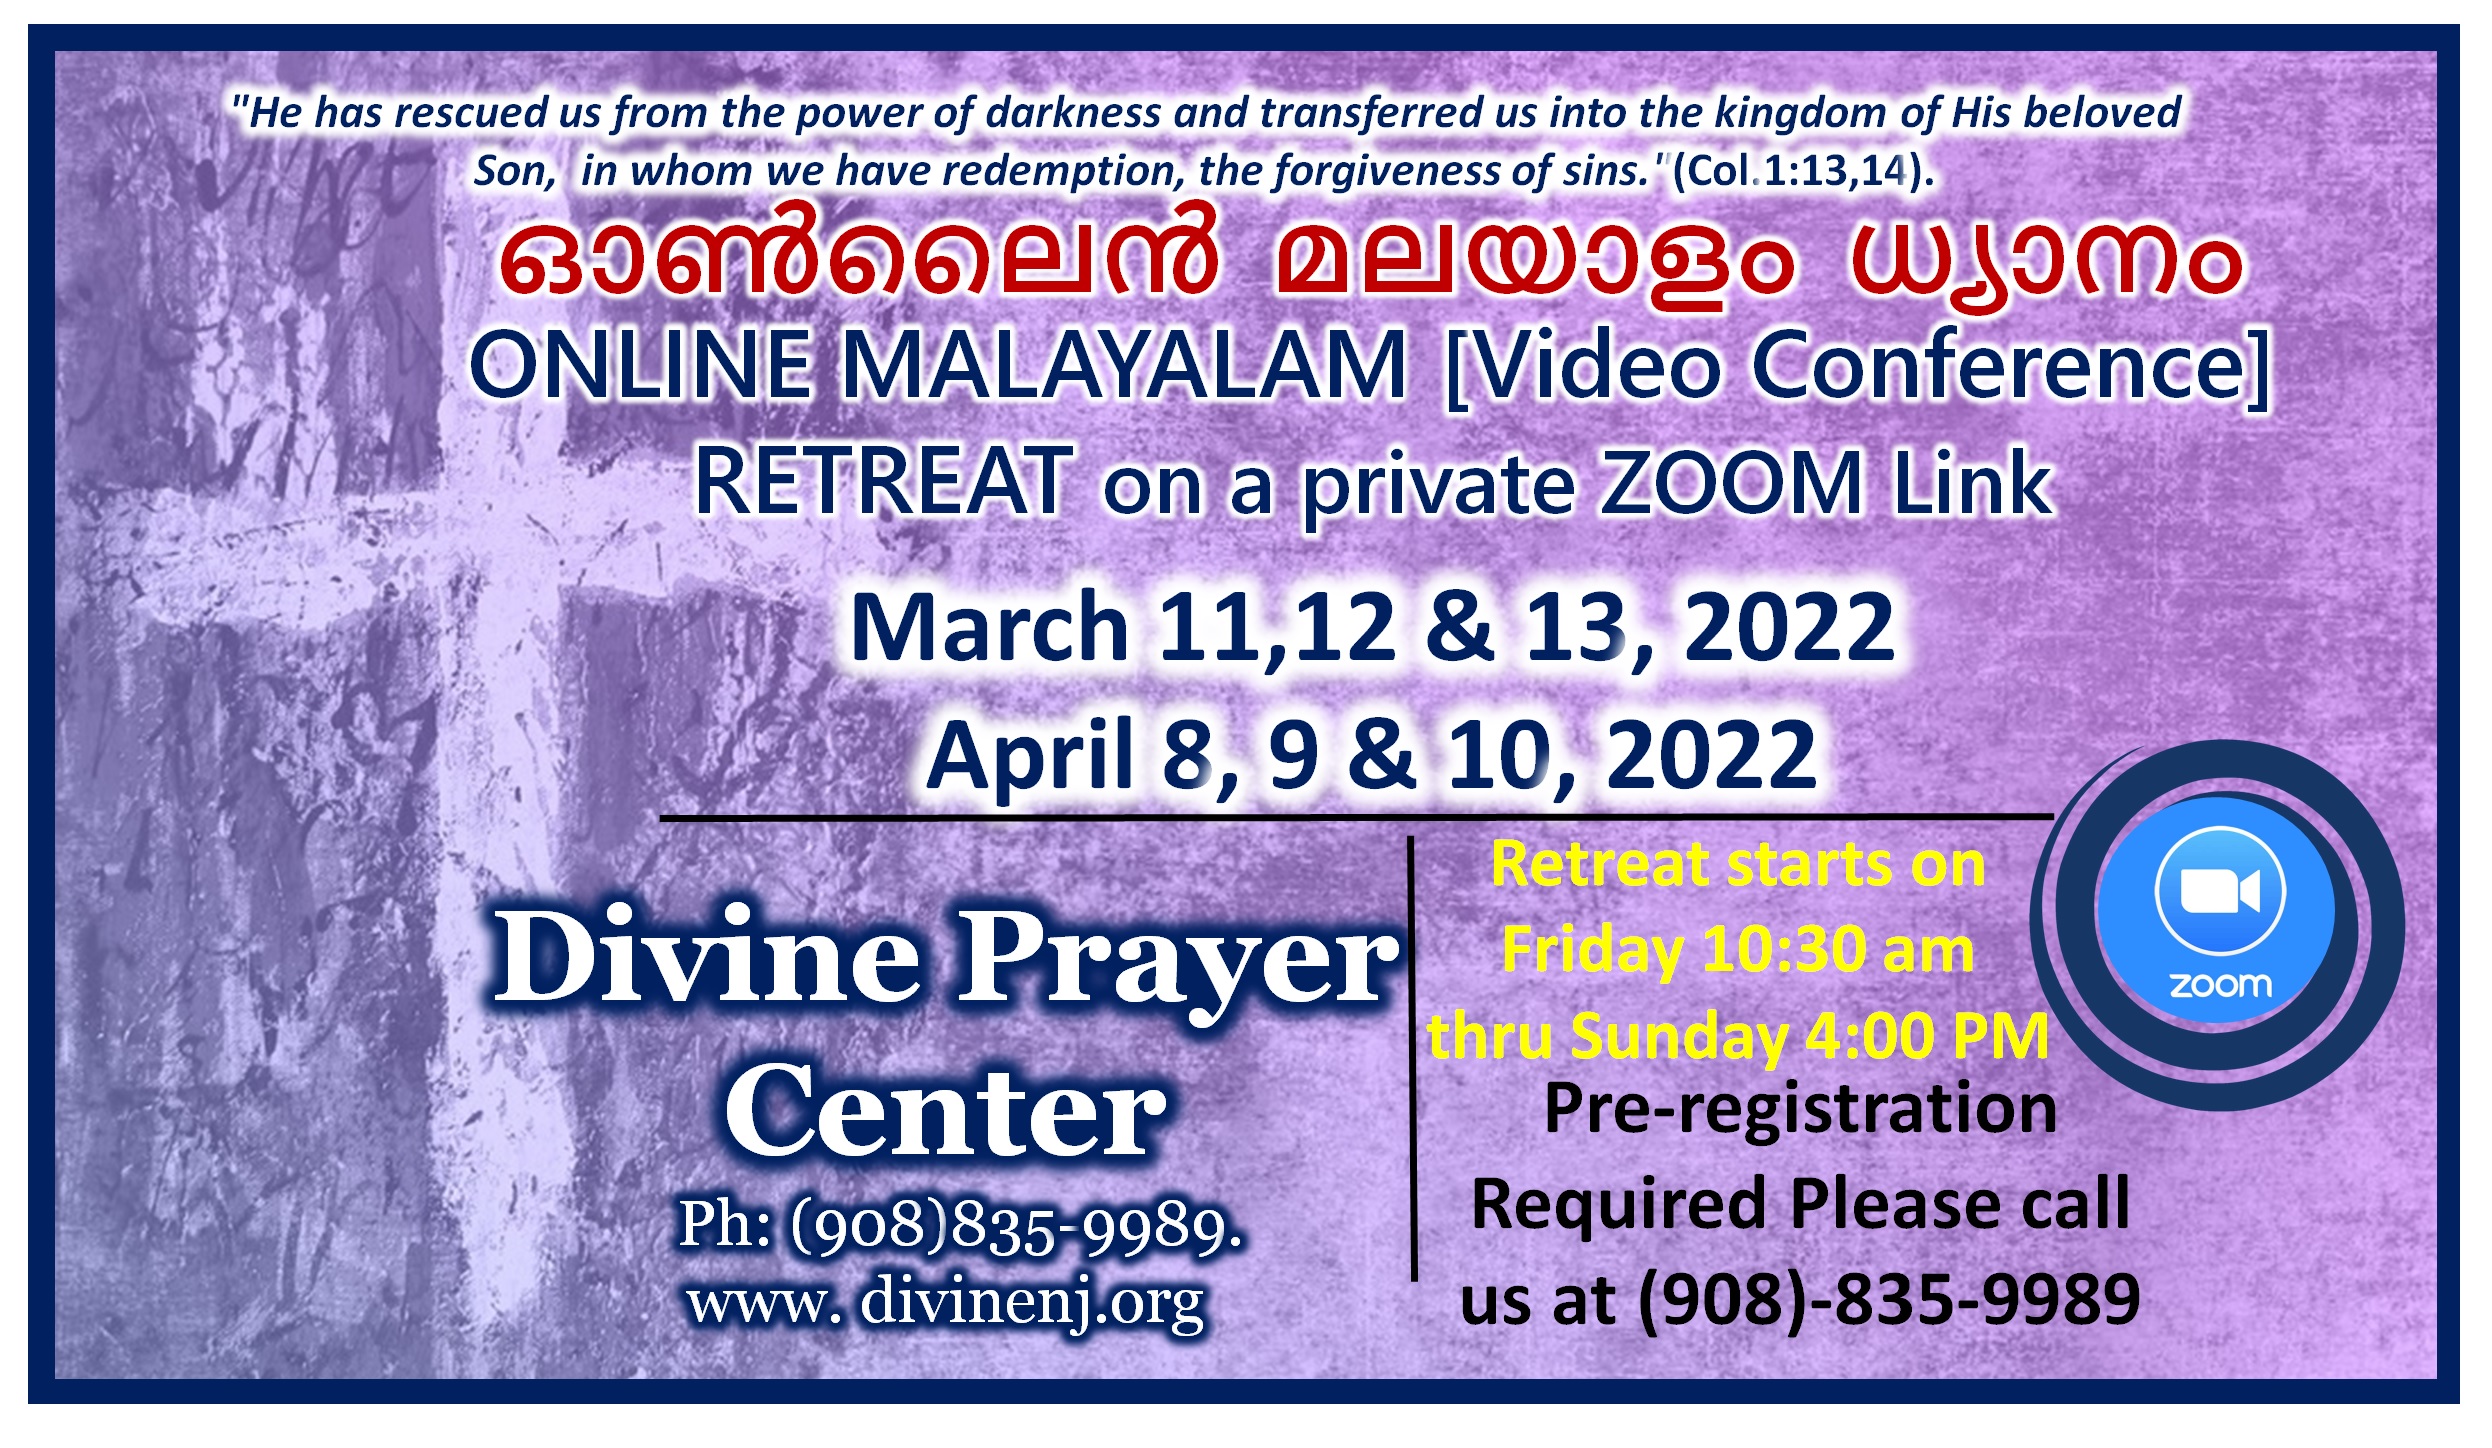 "He has rescued us from the power of darkness and transferred us into the kingdom of His beloved
Son, in whom we have redemption, the forgiveness of sins."(Col.1:13,14).
ഓൺലൈൻ മലയാളം ധ്യാനം
ONLINE MALAYALAM [Video Conference]
RETREAT on a private ZOOM Link
March 11,12 & 13, 2022
April 8, 9 & 10, 2022
Divine Prayer
Center
Ph: (908)835-9989.
www. divinenj.org
Retreat starts on
Friday 10:30 am
thru Sunday 4:00 PM
Pre-registration
Required Please call
us at (908)-835-9989
zoom